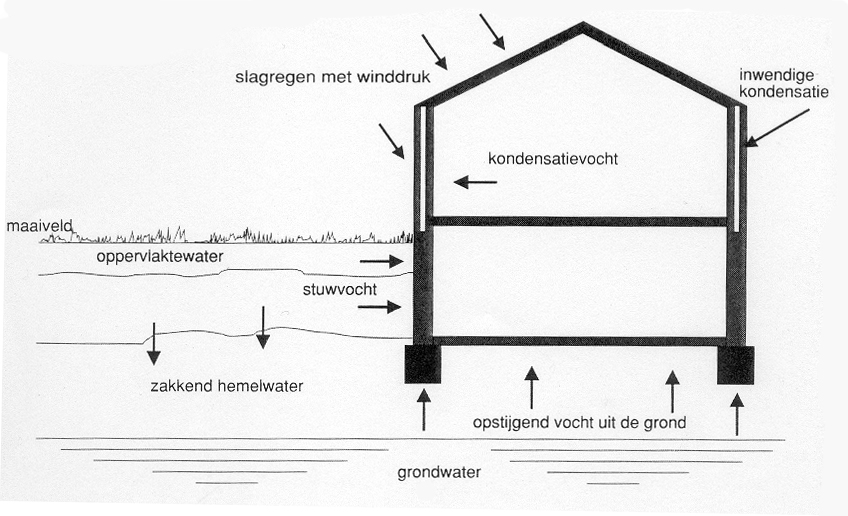 slagregen met winddruk
inwendige
kondensatie
kondensatievocht
maaiveld
oppervlaktewater
stuwvocht
zakkend hemelwater
opstijgend vocht uit de grond
grondwater